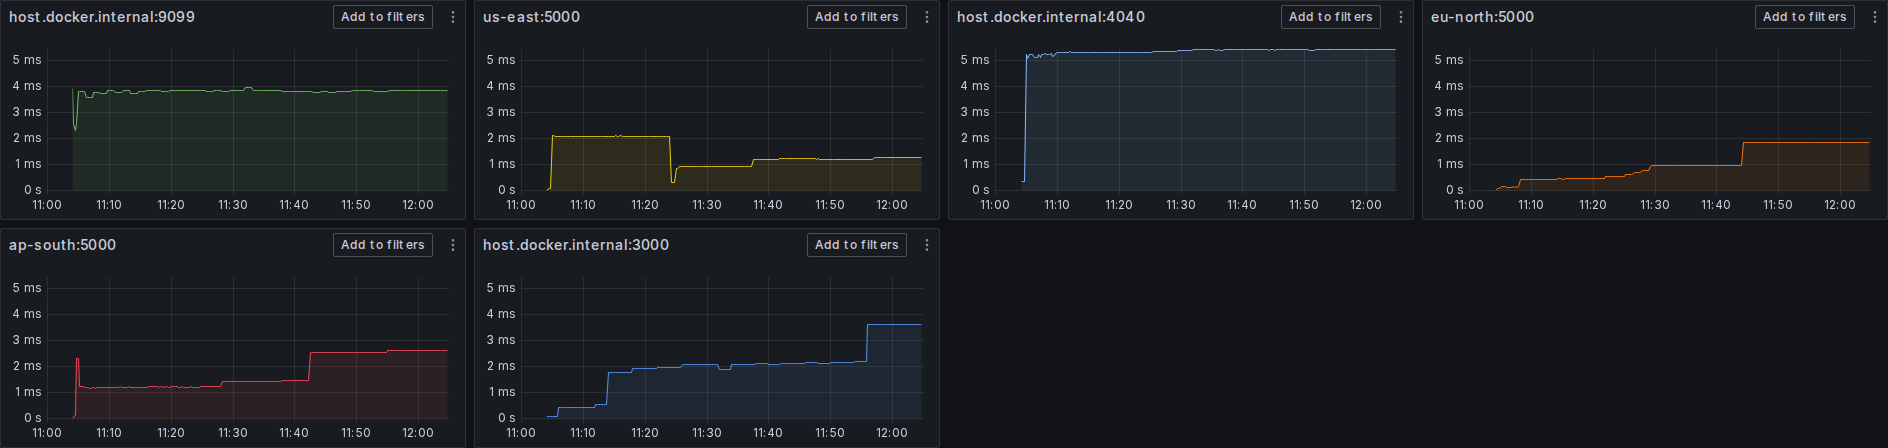 host.docker.internal:9099 Add to filters
5 ms
4 ms
3 ms
2 ms
1 ms
0 s
11:00 11:10 11:20 11:30 11:40 11:50 12:00
us-east:5000 Add to filters
5 ms
4 ms
3 ms
2 ms
1 ms
0 s
11:00 11:10 11:20 11:30 11:40 11:50 12:00
host.docker.internal:4040 Add to filters
5 ms
4 ms
3 ms
2 ms
1 ms
0 s
11:00 11:10 11:20 11:30 11:40 11:50 12:00
eu-north:5000 Add to filters
5 ms
4 ms
3 ms
2 ms
1 ms
0 s
11:00 11:10 11:20 11:30 11:40 11:50 12:00
ap-south:5000 Add to filters
5 ms
4 ms
3 ms
2 ms
1 ms
0 s
11:00 11:10 11:20 11:30 11:40 11:50 12:00
host.docker.internal:3000 Add to filters
5 ms
4 ms
3 ms
2 ms
1 ms
0 s
11:00 11:10 11:20 11:30 11:40 11:50 12:00